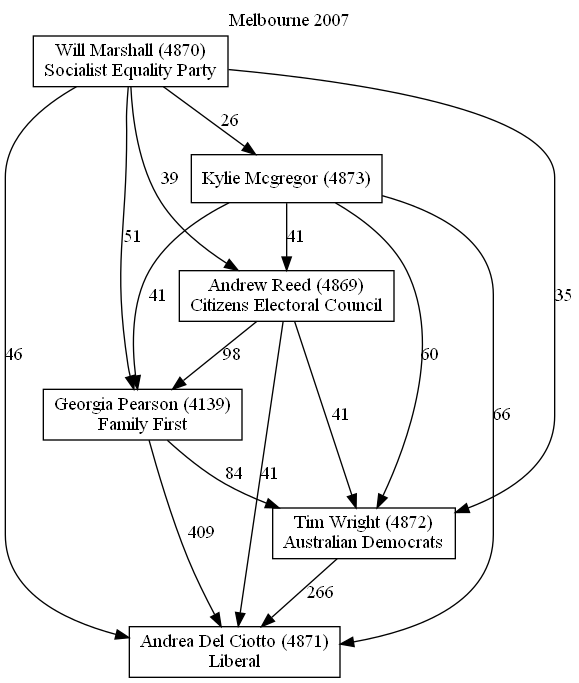 Melbourne 2007
Will Marshall (4870)
Socialist Equality Party
26
Kylie Mcgregor (4873)
39
51
41
41
Andrew Reed (4869)
Citizens Electoral Council
35
46
98
60
Georgia Pearson (4139)
Family First
41
66
84
41
Tim Wright (4872)
Australian Democrats
409
266
Andrea Del Ciotto (4871)
Liberal